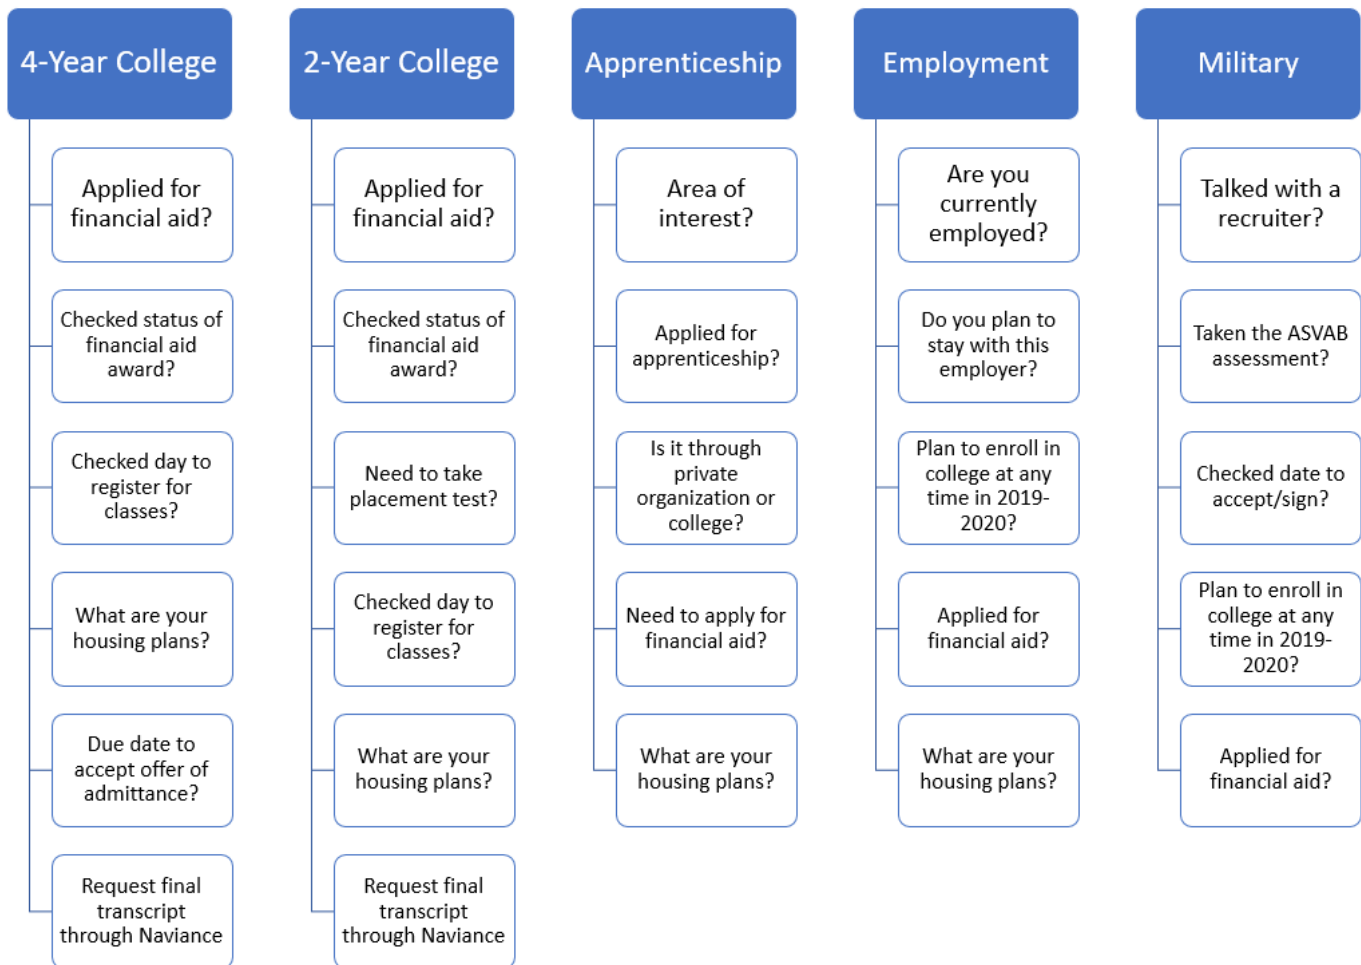 4-Year College
Applied for
financial aid?
Checked status of
financial aid
award?
Checked day to
register for
classes?
What are your
housing plans?
Due date to
accept offer of
admittance?
Request final
transcript
through Naviance
2-Year College
Applied for
financial aid?
Checked status of
financial aid
award?
Need to take
placement test?
Checked day to
register for
classes?
What are your
housing plans?
Request final
transcript
through Naviance
Apprenticeship
Area of
interest?
Applied for
apprenticeship?
Is it through
private
organization or
college?
Need to apply for
financial aid?
What are your
housing plans?
Employment
Are you
currently
employed?
Do you plan to
stay with this
employer?
Plan to enroll in
college at any
time in 2019-
2020?
Applied for
financial aid?
What are your
housing plans?
Military
Talked with a
recruiter?
Taken the ASVAB
assessment?
Checked date to
accept/sign?
Plan to enroll in
college at any
time in 2019-
2020?
Applied for
financial aid?